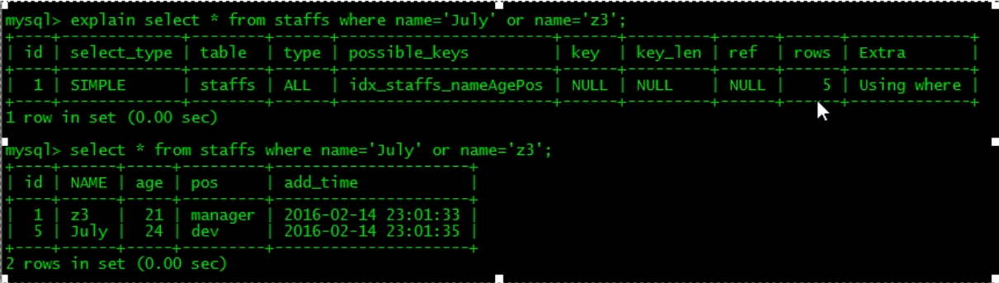 mysql> explain select * from staffs where name='July' or name='z3';
+----+-------------+--------+------+-----------------------+------+---------+------+------+-------------+
| id | select_type | table  | type | possible_keys         | key  | key_len | ref  | rows | Extra       |
+----+-------------+--------+------+-----------------------+------+---------+------+------+-------------+
|  1 | SIMPLE      | staffs | ALL  | idx_staffs_nameAgePos | NULL | NULL    | NULL |    5 | Using where |
+----+-------------+--------+------+-----------------------+------+---------+------+------+-------------+
1 row in set (0.00 sec)
mysql> select * from staffs where name='July' or name='z3';
+----+------+-----+---------+---------------------+
| id | NAME | age | pos     | add_time            |
+----+------+-----+---------+---------------------+
|  1 | z3   |  21 | manager | 2016-02-14 23:01:33 |
|  5 | July |  24 | dev     | 2016-02-14 23:01:35 |
+----+------+-----+---------+---------------------+
2 rows in set (0.00 sec)